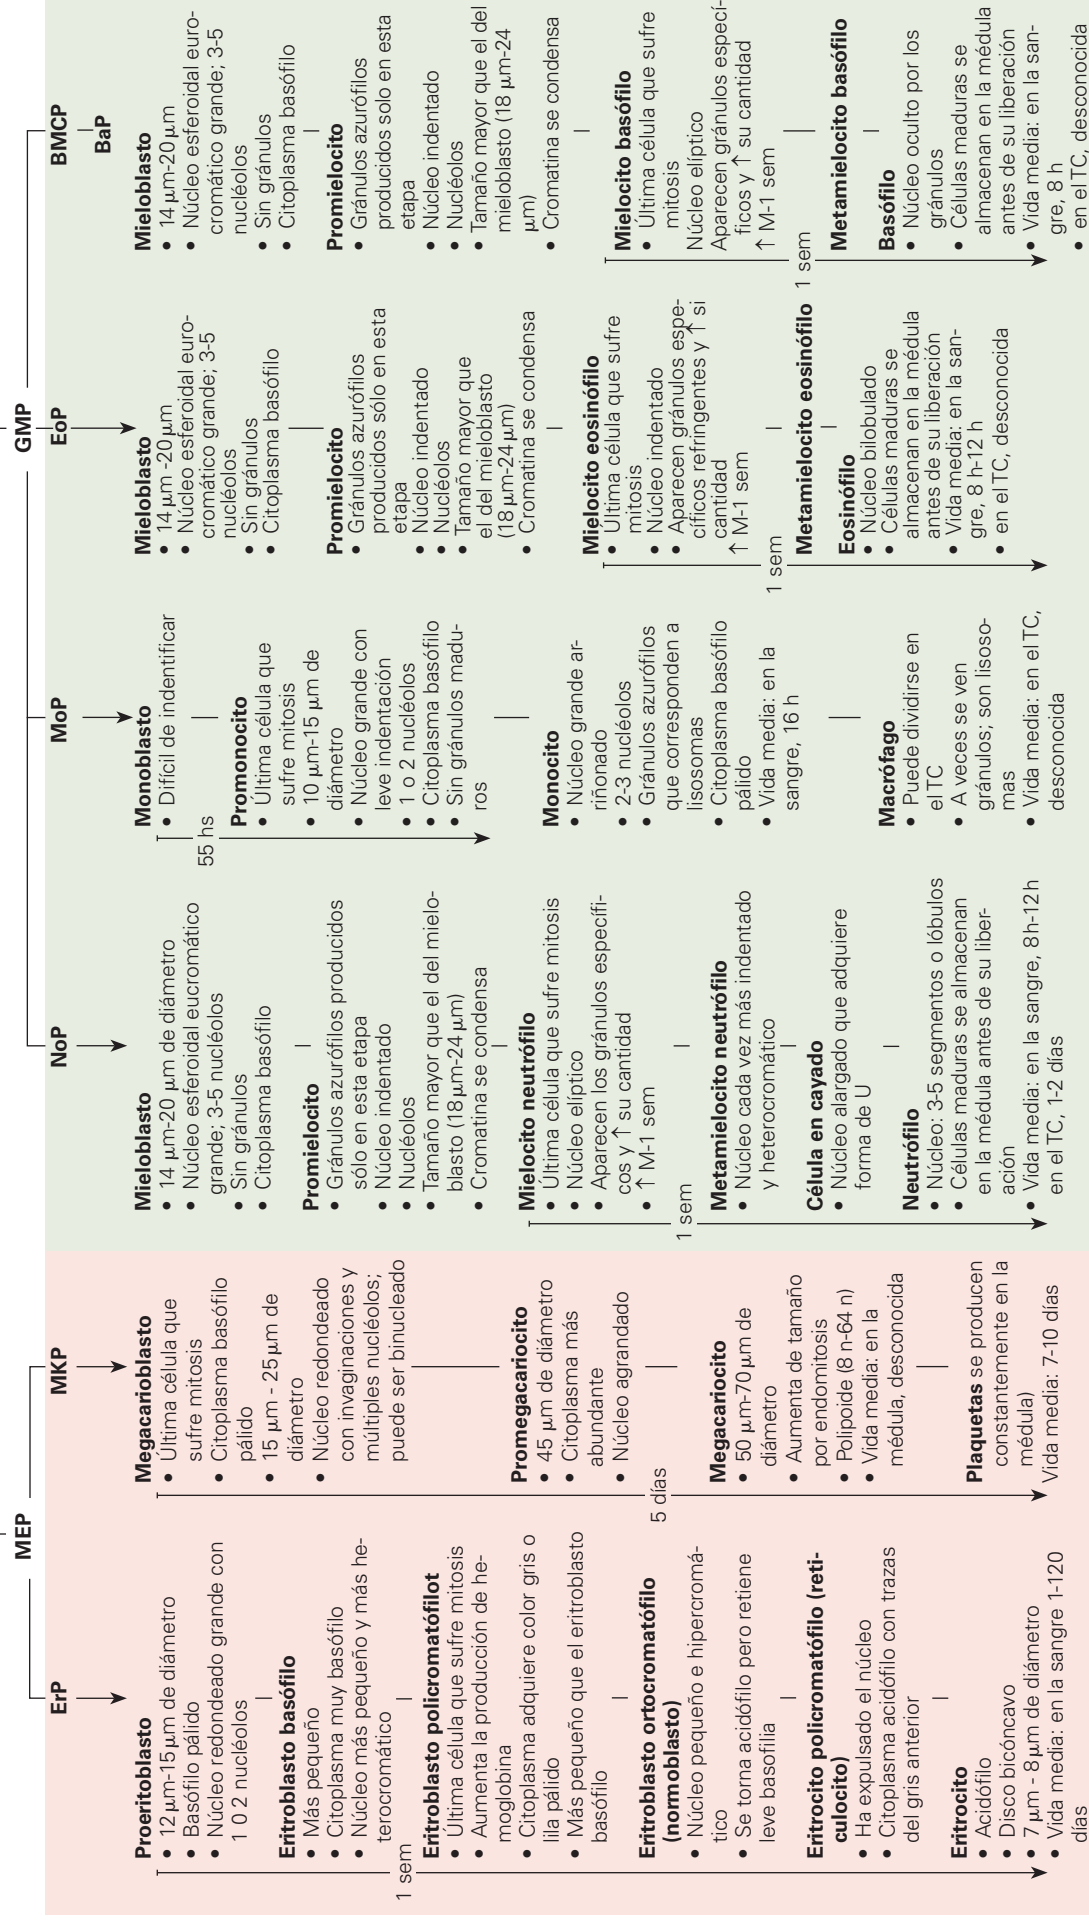 MEP
ErP
Proeritoblasto
• 12 μm-15 μm de diámetro
• Basófilo pálido
• Núcleo redondeado grande con
1 0 2 nucléolos
Eritroblasto basófilo
• Más pequeño
• Citoplasma muy basófilo
• Núcleo más pequeño y más he-
terocromático
Eritroblasto policromatófilot
• Última célula que sufre mitosis
• Aumenta la producción de he-
moglobina
• Citoplasma adquiere color gris o
lila pálido
• Más pequeño que el eritroblasto
basófilo
Eritroblasto ortocromatófilo
(normoblasto)
• Núcleo pequeño e hipercromá-
tico
• Se torna acidófilo pero retiene
leve basofilia
Eritrocito policromatófilo (reti-
culocito)
• Ha expulsado el núcleo
• Citoplasma acidófilo con trazas
del gris anterior
Eritrocito
• Acidófilo
• Disco bicóncavo
• 7 μm - 8 μm de diámetro
• Vida media: en la sangre 1-120
días
1 sem
MKP
Megacarioblasto
• Última célula que
sufre mitosis
• Citoplasma basófilo
pálido
• 15 μm - 25 μm de
diámetro
• Núcleo redondeado
con invaginaciones y
múltiples nucléolos;
puede ser binucleado
Promegacariocito
• 45 μm de diámetro
• Citoplasma más
abundante
• Núcleo agrandado
Megacariocito
• 50 μm-70 μm de
diámetro
• Aumenta de tamaño
por endomitosis
• Polipoide (8 n-64 n)
• Vida media: en la
médula, desconocida
Plaquetas se producen
constantemente en la
médula)
Vida media: 7-10 días
5 días
GMP
NoP
Mieloblasto
• 14 μm-20 μm de diámetro
• Núcleo esferoidal eucromático
grande; 3-5 nucléolos
• Sin gránulos
• Citoplasma basófilo
Promielocito
• Gránulos azurófilos producidos
sólo en esta etapa
• Núcleo indentado
• Nucléolos
• Tamaño mayor que el del mielo-
blasto (18 μm-24 μm)
• Cromatina se condensa
Mielocito neutrófilo
• Última célula que sufre mitosis
• Núcleo elíptico
• Aparecen los gránulos específi-
cos y ↑ su cantidad
• ↑ M-1 sem
Metamielocito neutrófilo
• Núcleo cada vez más indentado
y heterocromático
Célula en cayado
• Núcleo alargado que adquiere
forma de U
Neutrófilo
• Núcleo: 3-5 segmentos o lóbulos
• Células maduras se almacenan
en la médula antes de su liber-
ación
• Vida media: en la sangre, 8h-12 h
en el TC, 1-2 días
1 sem
MoP
Monoblasto
• Difícil de indentificar
Promonocito
• Última célula que
sufre mitosis
• 10 μm-15 μm de
diámetro
• Núcleo grande con
leve indentación
• 1 o 2 nucléolos
• Citoplasma basófilo
• Sin gránulos madu-
ros
55 hs
Monocito
• Núcleo grande ar-
riñonado
• 2-3 nucléolos
• Gránulos azurófilos
que corresponden a
lisosomas
• Citoplasma basófilo
pálido
• Vida media: en la
sangre, 16 h
Macrófago
• Puede dividirse en
el TC
• A veces se ven
gránulos; son lisoso-
mas
• Vida media: en el TC,
desconocida
EoP
Mieloblasto
• 14 μm -20 μm
• Núcleo esferoidal euro-
cromático grande; 3-5
nucléolos
• Sin gránulos
• Citoplasma basófilo
Promielocito
• Gránulos azurófilos
producidos sólo en esta
etapa
• Núcleo indentado
• Nucléolos
• Tamaño mayor que
el del mieloblasto
(18 μm-24 μm)
• Cromatina se condensa
Mielocito eosinófilo
• Última célula que sufre
mitosis
• Núcleo indentado
• Aparecen gránulos espe-
cíficos refringentes y ↑ si
cantidad
↑ M-1 sem
Metamielocito eosinófilo
Eosinófilo
• Núcleo bilobulado
• Células maduras se
almacenan en la médula
antes de su liberación
• Vida media: en la san-
gre, 8 h-12 h
• en el TC, desconocida
1 sem
BMCP
BaP
Mieloblasto
• 14 μm-20μm
• Núcleo esferoidal euro-
cromático grande; 3-5
nucléolos
• Sin gránulos
• Citoplasma basófilo
Promielocito
• Gránulos azurófilos
producidos solo en esta
etapa
• Núcleo indentado
• Nucléolos
• Tamaño mayor que el del
mieloblasto (18 μm-24
μm)
• Cromatina se condensa
Mielocito basófilo
• Última célula que sufre
mitosis
Núcleo elíptico
Aparecen gránulos especí-
ficos y ↑ su cantidad
↑ M-1 sem
Metamielocito basófilo
Basófilo
• Núcleo oculto por los
gránulos
• Células maduras se
almacenan en la médula
antes de su liberación
• Vida media: en la san-
gre, 8 h
• en el TC, desconocida
1 sem